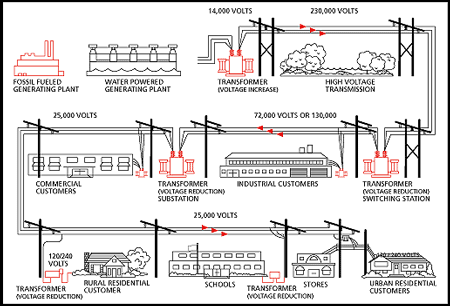 14,000 VOLTS
230,000 VOLTS
FOSSIL FUELED
GENERATING PLANT
WATER POWERED
GENERATING PLANT
TRANSFORMER
(VOLTAGE INCREASE)
HIGH VOLTAGE
TRANSMISSION
25,000 VOLTS
72,000 VOLTS OR 130,000
COMMERCIAL
CUSTOMERS
TRANSFORMER
(VOLTAGE REDUCTION)
SUBSTATION
INDUSTRIAL CUSTOMERS
TRANSFORMER
(VOLTAGE REDUCTION)
SWITCHING STATION
25,000 VOLTS
120/240
VOLTS
TRANSFORMER
(VOLTAGE REDUCTION)
RURAL RESIDENTIAL
CUSTOMER
SCHOOLS
TRANSFORMER
(VOLTAGE REDUCTION)
STORES
VOLTS
URBAN RESIDENTIAL
CUSTOMERS